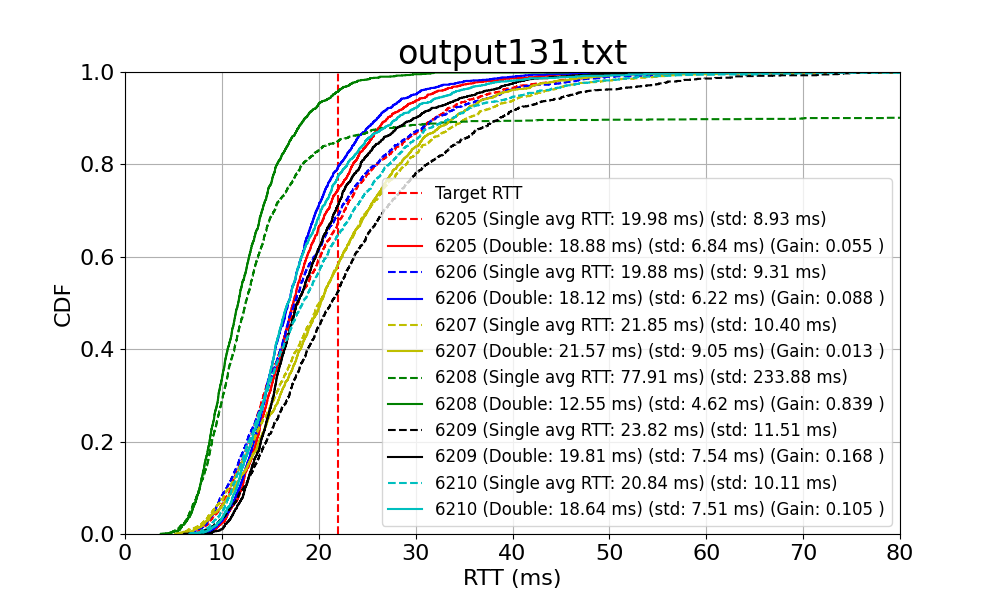 output131.txt
1.0
0.8
0.6
0.4
0.2
0.0
CDF
Target RTT
6205 (Single avg RTT: 19.98 ms) (std: 8.93 ms)
6205 (Double: 18.88 ms) (std: 6.84 ms) (Gain: 0.055 )
6206 (Single avg RTT: 19.88 ms) (std: 9.31 ms)
6206 (Double: 18.12 ms) (std: 6.22 ms) (Gain: 0.088 )
6207 (Single avg RTT: 21.85 ms) (std: 10.40 ms)
6207 (Double: 21.57 ms) (std: 9.05 ms) (Gain: 0.013 )
6208 (Single avg RTT: 77.91 ms) (std: 233.88 ms)
6208 (Double: 12.55 ms) (std: 4.62 ms) (Gain: 0.839 )
6209 (Single avg RTT: 23.82 ms) (std: 11.51 ms)
6209 (Double: 19.81 ms) (std: 7.54 ms) (Gain: 0.168 )
6210 (Single avg RTT: 20.84 ms) (std: 10.11 ms)
6210 (Double: 18.64 ms) (std: 7.51 ms) (Gain: 0.105 )
0 10 20 30 40 50 60 70 80
RTT (ms)